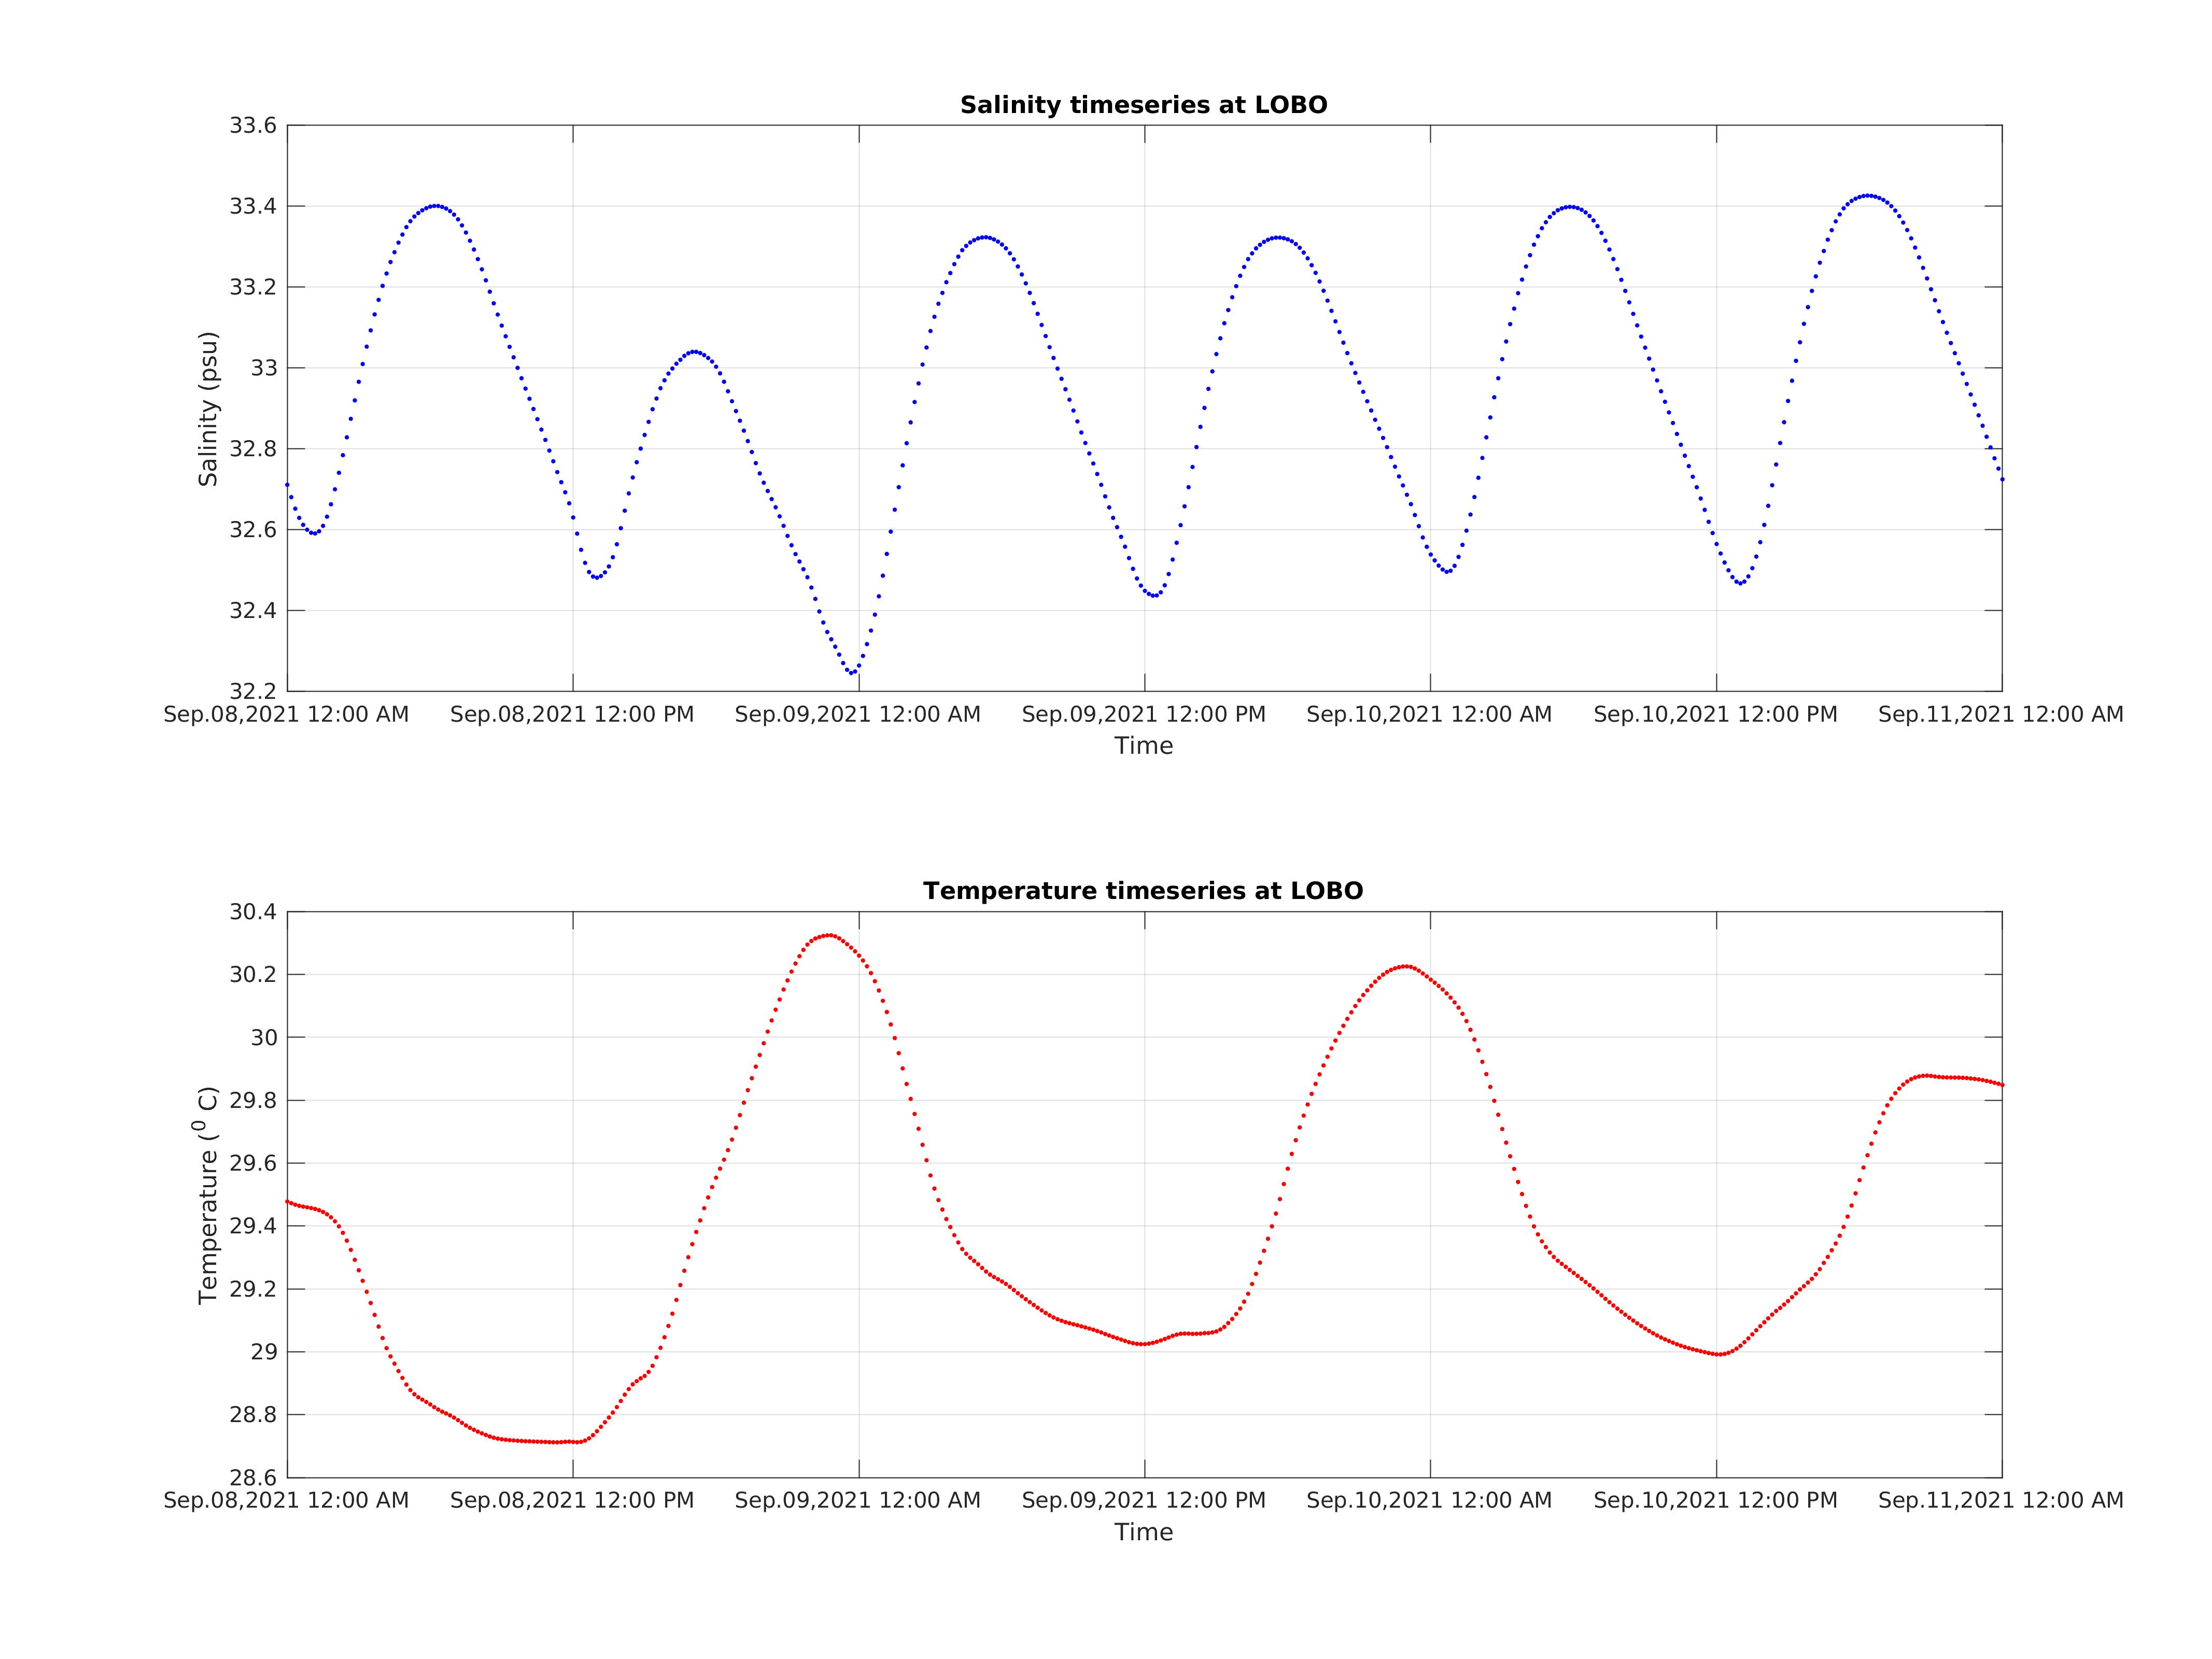 Salinity timeseries at LOBO
33.6
33.4
33.2
33
32.8
32.6
32.4
32.2
Salinity (psu)
Sep.08,2021 12:00 AM Sep.08,2021 12:00 PM Sep.09,2021 12:00 AM Sep.09,2021 12:00 PM Sep.10,2021 12:00 AM Sep.10,2021 12:00 PM Sep.11,2021 12:00 AM
Time
Temperature timeseries at LOBO
30.4
30.2
30
29.8
29.6
29.4
29.2
29
28.8
28.6
Temperature (⁰ C)
Sep.08,2021 12:00 AM Sep.08,2021 12:00 PM Sep.09,2021 12:00 AM Sep.09,2021 12:00 PM Sep.10,2021 12:00 AM Sep.10,2021 12:00 PM Sep.11,2021 12:00 AM
Time